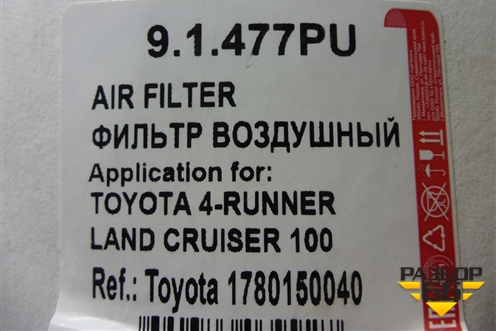 9.1.477PU
AIR FILTER
ФИЛЬТР ВОЗДУШНЫЙ
Application for:
TOYOTA 4-RUNNER
LAND CRUISER 100
Ref.: Toyota 1780150040
РАЗБОР
66